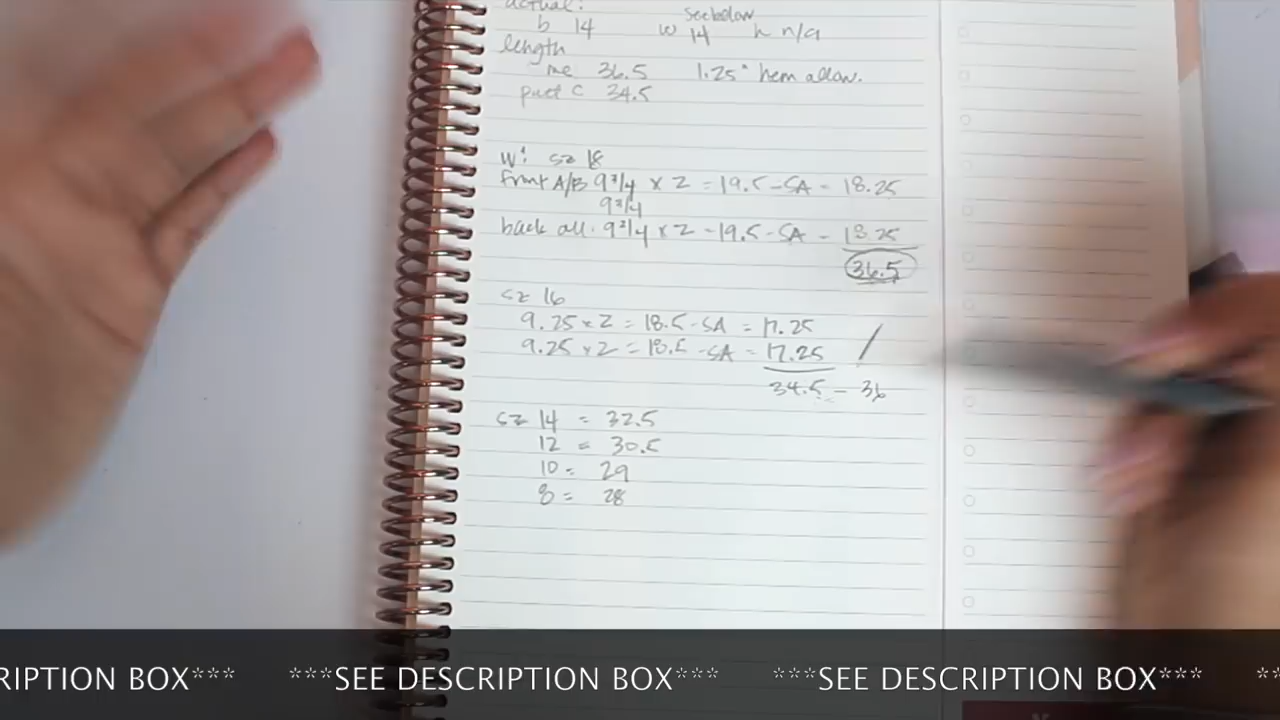 actual:
see below
b 14 w 14 h n/a
length
me 36.5 1.25" hem allow.
pnct C 34.5
W: sz 18
front A/B 9 3/4 x 2 = 19.5 - SA - 18.25
9 3/4
back all. 9 3/4 x 2 - 19.5 - SA - 18.25
36.5
sz 16
9.25 x 2 = 18.5 - SA = 17.25
9.25 x 2 = 18.5 - SA = 17.25 /
34.5 - 36
sz 14 = 32.5
12 = 30.5
10 = 29
8 = 28
RIPTION BOX*** ***SEE DESCRIPTION BOX*** ***SEE DESCRIPTION BOX*** **